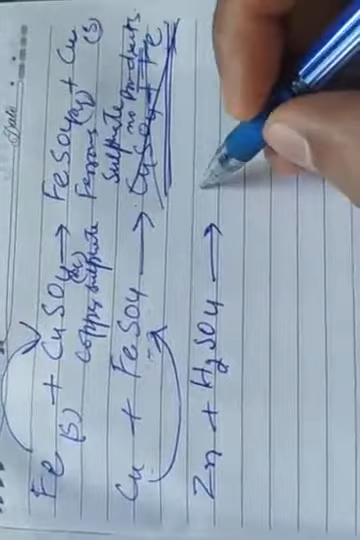 Date
Fe + CuSO4 → FeSO4 + Cu
(s) (aq) (aq) (s)
Copper sulphate Ferrous sulphate
no products
Cu + FeSO4 → CuSO4 + Fe
Zn + H2SO4 →